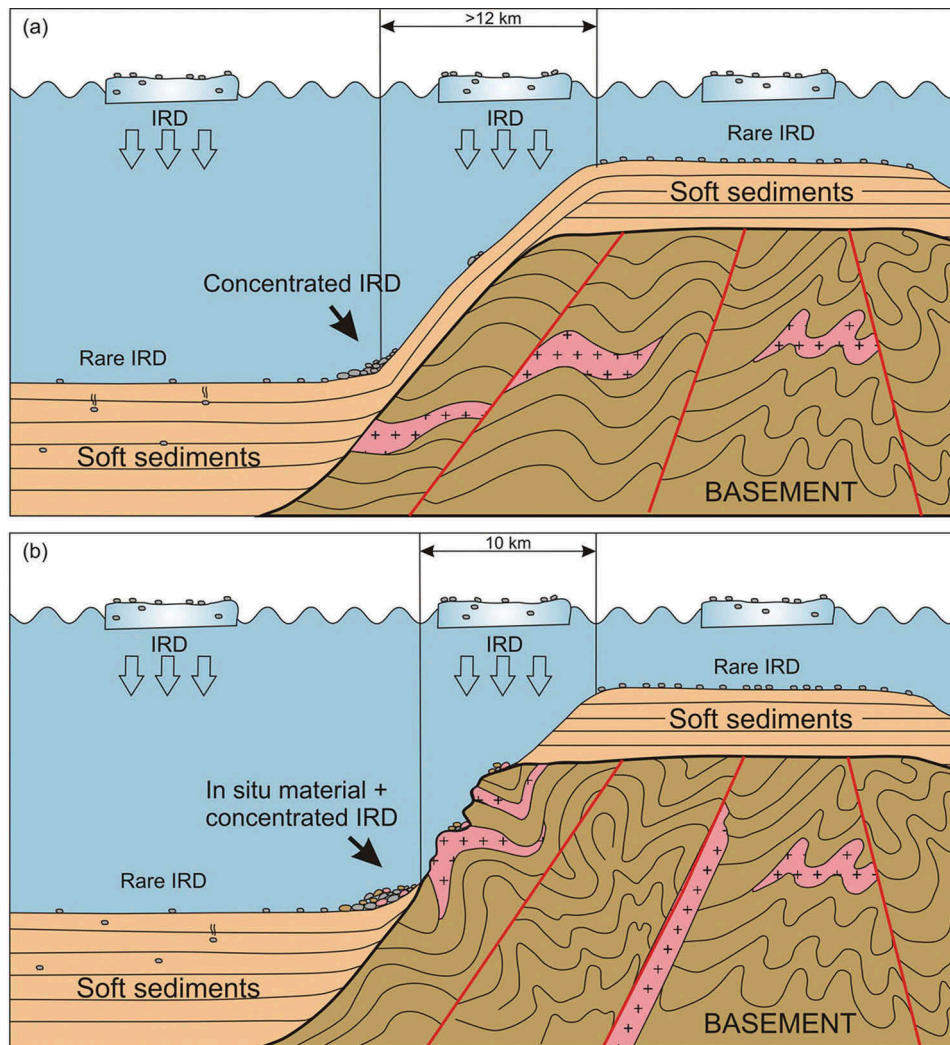 (a)
>12 km
IRD
IRD
Rare IRD
Soft sediments
Concentrated IRD
Rare IRD
Soft sediments
BASEMENT
(b)
10 km
IRD
IRD
Rare IRD
Soft sediments
In situ material +
concentrated IRD
Rare IRD
Soft sediments
BASEMENT